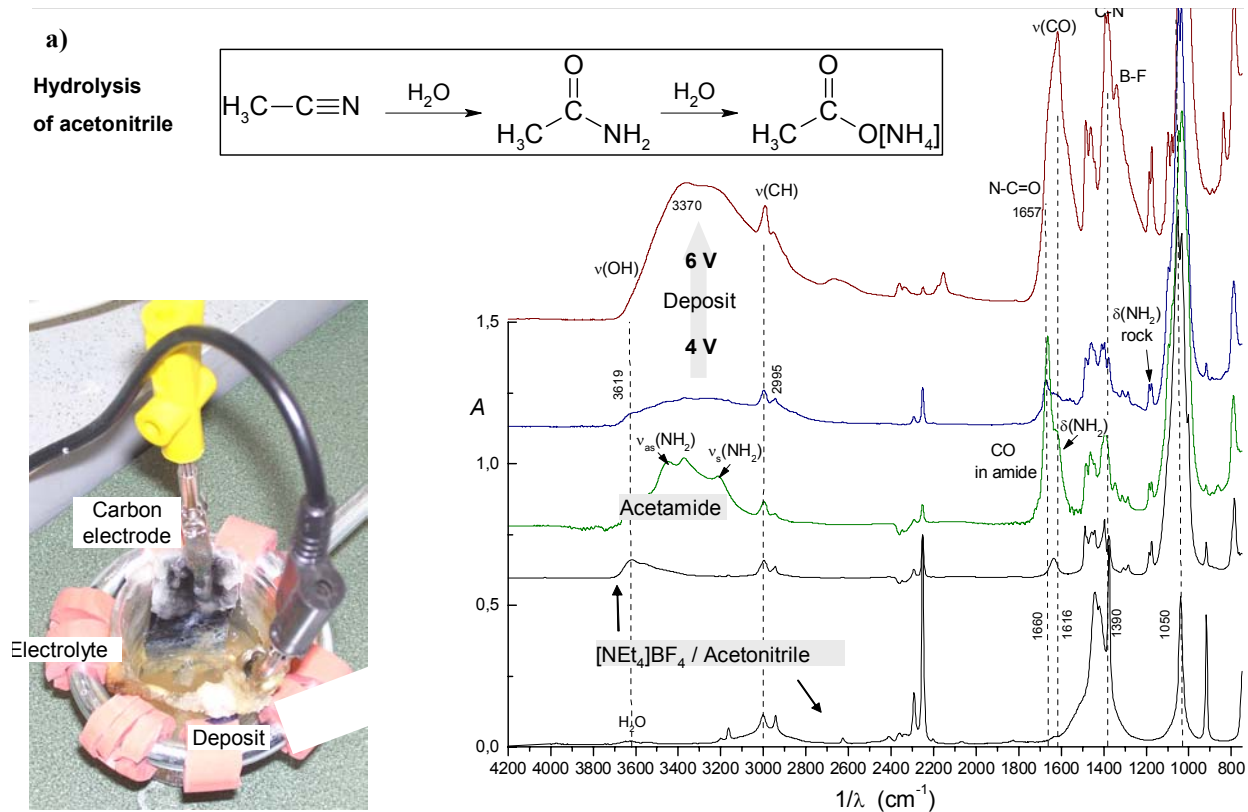 a)
Hydrolysis
of acetonitrile
H₃C—C≡N
H₂O
O
H₃C
NH₂
H₂O
O
H₃C
O[NH₄]
ν(CO)
C-N
B-F
N-C=O
1657
ν(CH)
3370
ν(OH)
6 V
Deposit
4 V
3619
2995
δ(NH₂)
rock
νas(NH₂)
νs(NH₂)
Acetamide
CO
in amide
δ(NH₂)
[NEt₄]BF₄ / Acetonitrile
H₂O
1660
1616
1390
1050
A
1,5
1,0
0,5
0,0
4200 4000 3800 3600 3400 3200 3000 2800 2600 2400 2200 2000 1800 1600 1400 1200 1000 800
1/λ (cm⁻¹)
Carbon
electrode
Electrolyte
Deposit